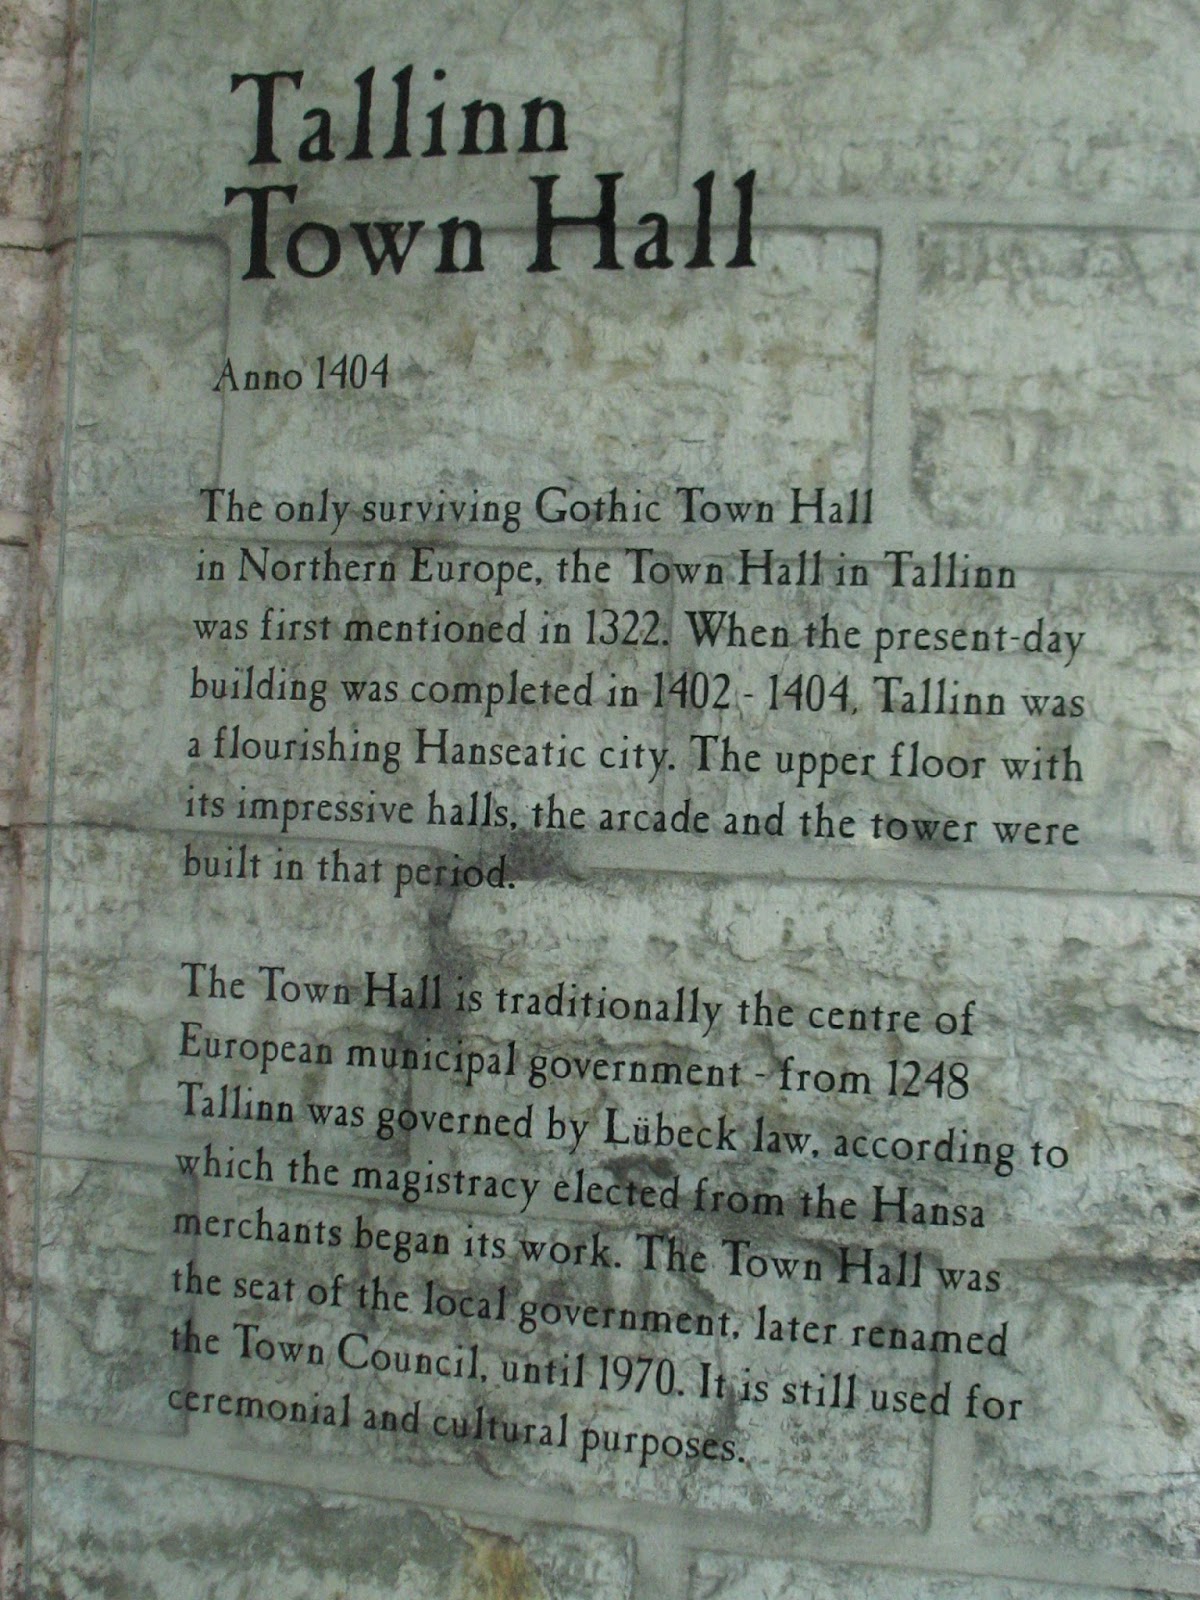 Tallinn
Town Hall
Anno 1404
The only surviving Gothic Town Hall
in Northern Europe, the Town Hall in Tallinn
was first mentioned in 1322. When the present-day
building was completed in 1402 - 1404, Tallinn was
a flourishing Hanseatic city. The upper floor with
its impressive halls, the arcade and the tower were
built in that period.
The Town Hall is traditionally the centre of
European municipal government - from 1248
Tallinn was governed by Lübeck law, according to
which the magistracy elected from the Hansa
merchants began its work. The Town Hall was
the seat of the local government, later renamed
the Town Council, until 1970. It is still used for
ceremonial and cultural purposes.